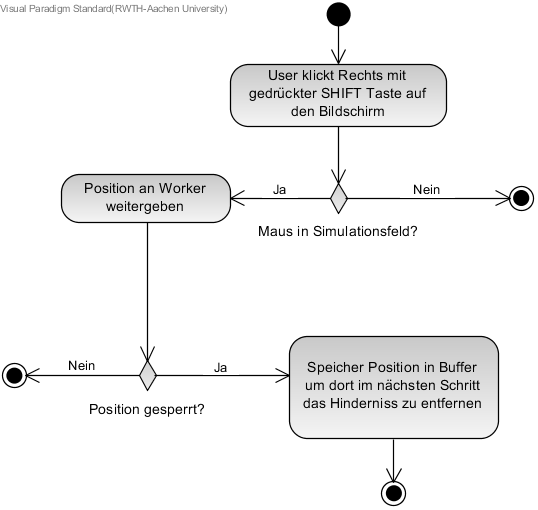 Visual Paradigm Standard(RWTH-Aachen University)
User klickt Rechts mit
gedrückter SHIFT Taste auf
den Bildschirm
Ja
Nein
Position an Worker
weitergeben
Maus in Simulationsfeld?
Nein
Ja
Position gesperrt?
Speicher Position in Buffer
um dort im nächsten Schritt
das Hinderniss zu entfernen